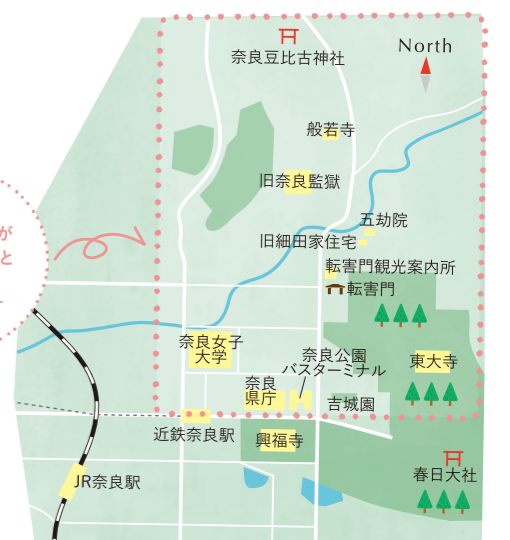 North
奈良豆比古神社
般若寺
旧奈良監獄
五劫院
旧細田家住宅
転害門観光案内所
転害門
が
と
奈良女子
大学
奈良公園
バスターミナル
東大寺
奈良
県庁
吉城園
近鉄奈良駅
興福寺
春日大社
JR奈良駅